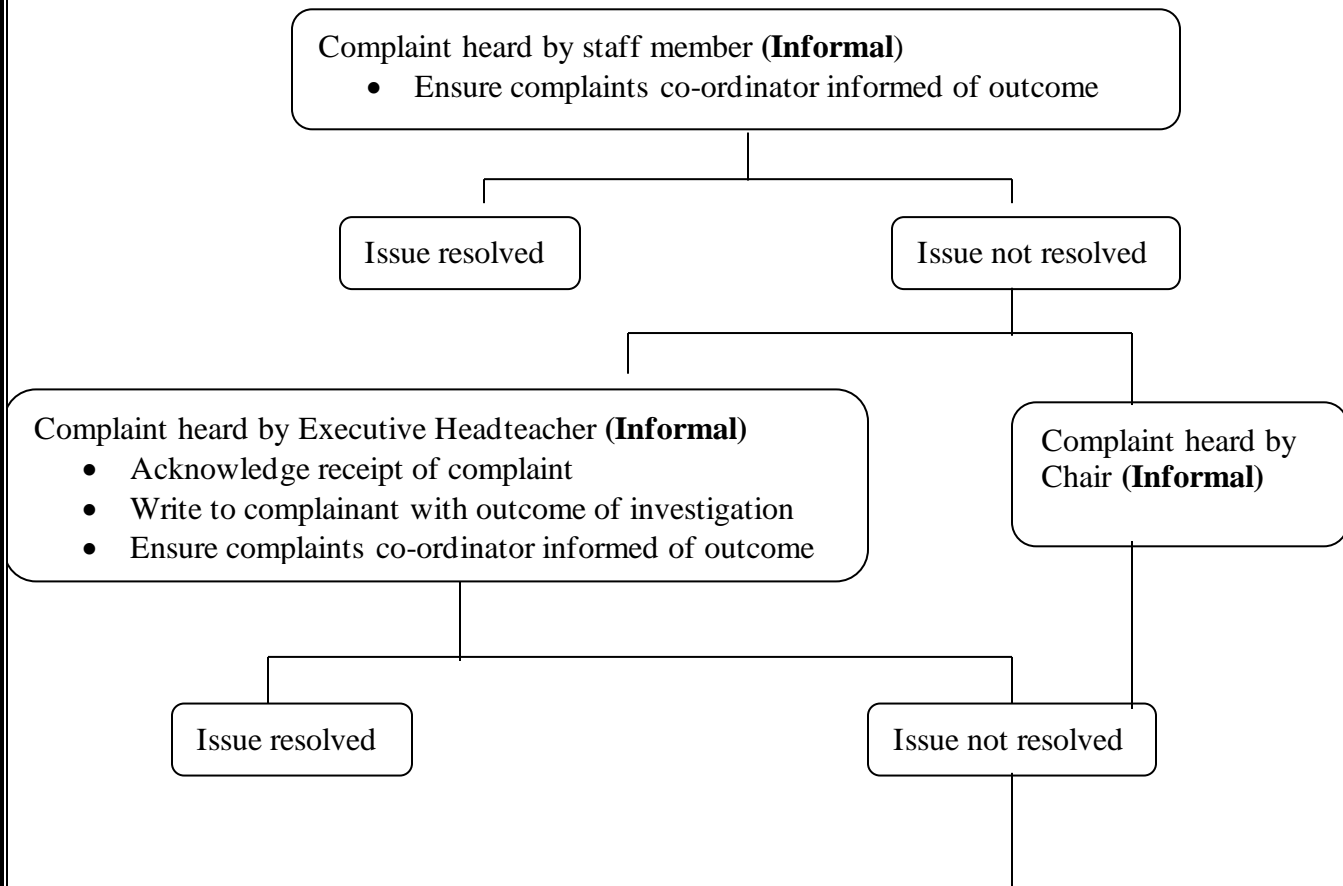 Complaint heard by staff member (Informal)
• Ensure complaints co-ordinator informed of outcome
Issue resolved
Issue not resolved
Complaint heard by Executive Headteacher (Informal)
• Acknowledge receipt of complaint
• Write to complainant with outcome of investigation
• Ensure complaints co-ordinator informed of outcome
Complaint heard by
Chair (Informal)
Issue resolved
Issue not resolved